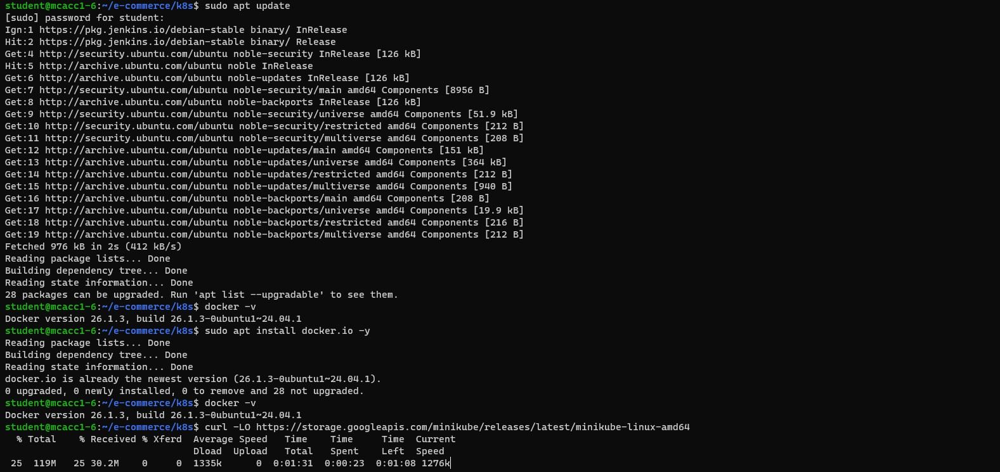 student@mcacc1-6:~/e-commerce/k8s$ sudo apt update
[sudo] password for student:
Ign:1 https://pkg.jenkins.io/debian-stable binary/ InRelease
Hit:2 https://pkg.jenkins.io/debian-stable binary/ Release
Get:4 http://security.ubuntu.com/ubuntu noble-security InRelease [126 kB]
Hit:5 http://archive.ubuntu.com/ubuntu noble InRelease
Get:6 http://archive.ubuntu.com/ubuntu noble-updates InRelease [126 kB]
Get:7 http://security.ubuntu.com/ubuntu noble-security/main amd64 Components [8956 B]
Get:8 http://archive.ubuntu.com/ubuntu noble-backports InRelease [126 kB]
Get:9 http://security.ubuntu.com/ubuntu noble-security/universe amd64 Components [51.9 kB]
Get:10 http://security.ubuntu.com/ubuntu noble-security/restricted amd64 Components [212 B]
Get:11 http://security.ubuntu.com/ubuntu noble-security/multiverse amd64 Components [208 B]
Get:12 http://archive.ubuntu.com/ubuntu noble-updates/main amd64 Components [151 kB]
Get:13 http://archive.ubuntu.com/ubuntu noble-updates/universe amd64 Components [364 kB]
Get:14 http://archive.ubuntu.com/ubuntu noble-updates/restricted amd64 Components [212 B]
Get:15 http://archive.ubuntu.com/ubuntu noble-updates/multiverse amd64 Components [940 B]
Get:16 http://archive.ubuntu.com/ubuntu noble-backports/main amd64 Components [208 B]
Get:17 http://archive.ubuntu.com/ubuntu noble-backports/universe amd64 Components [19.9 kB]
Get:18 http://archive.ubuntu.com/ubuntu noble-backports/restricted amd64 Components [216 B]
Get:19 http://archive.ubuntu.com/ubuntu noble-backports/multiverse amd64 Components [212 B]
Fetched 976 kB in 2s (412 kB/s)
Reading package lists... Done
Building dependency tree... Done
Reading state information... Done
28 packages can be upgraded. Run 'apt list --upgradable' to see them.
student@mcacc1-6:~/e-commerce/k8s$ docker -v
Docker version 26.1.3, build 26.1.3-0ubuntu1~24.04.1
student@mcacc1-6:~/e-commerce/k8s$ sudo apt install docker.io -y
Reading package lists... Done
Building dependency tree... Done
Reading state information... Done
docker.io is already the newest version (26.1.3-0ubuntu1~24.04.1).
0 upgraded, 0 newly installed, 0 to remove and 28 not upgraded.
student@mcacc1-6:~/e-commerce/k8s$ docker -v
Docker version 26.1.3, build 26.1.3-0ubuntu1~24.04.1
student@mcacc1-6:~/e-commerce/k8s$ curl -LO https://storage.googleapis.com/minikube/releases/latest/minikube-linux-amd64
  % Total    % Received % Xferd  Average Speed   Time    Time     Time  Current
                                 Dload  Upload   Total   Spent    Left  Speed
 25  119M   25 30.2M    0     0  1335k      0  0:01:31  0:00:23  0:01:08 1276k